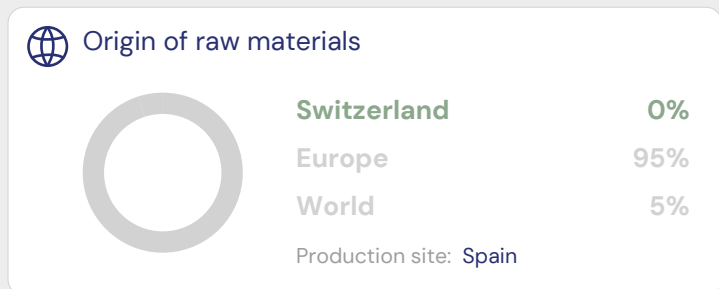 Origin of raw materials
Switzerland 0%
Europe 95%
World 5%
Production site: Spain